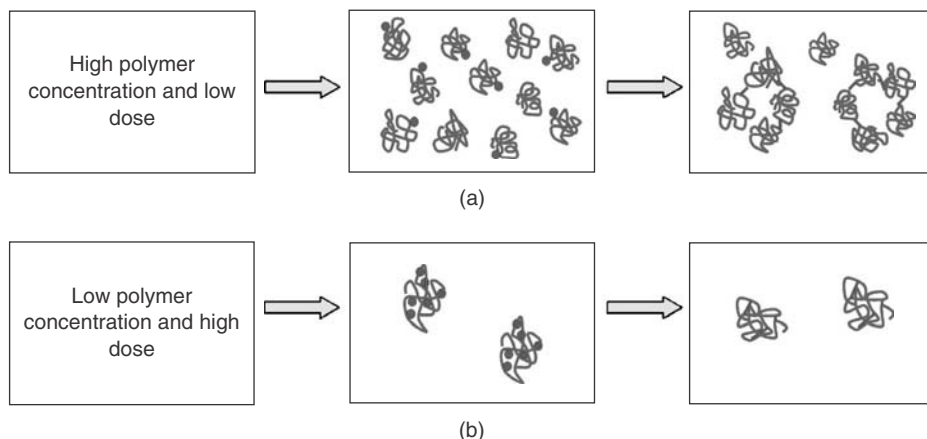 High polymer
concentration and low
dose
(a)
Low polymer
concentration and high
dose
(b)